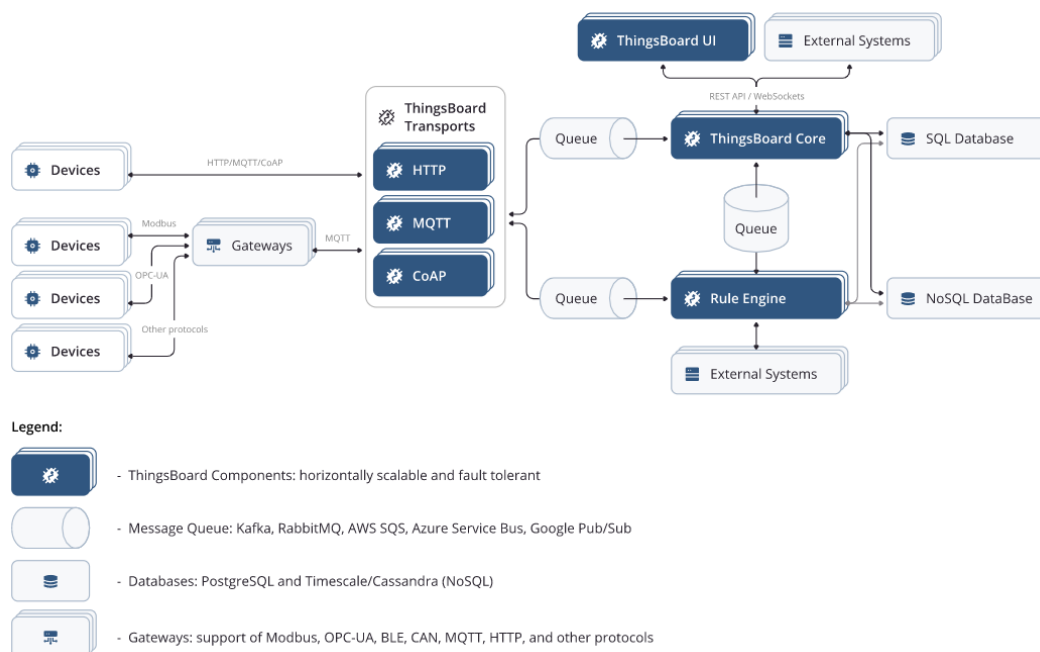 ThingsBoard UI
External Systems
REST API / WebSockets
ThingsBoard
Transports
Queue
ThingsBoard Core
SQL Database
Devices
HTTP/MQTT/CoAP
HTTP
Modbus
MQTT
Queue
Devices
Gateways
MQTT
OPC-UA
CoAP
Devices
Queue
Rule Engine
NoSQL DataBase
Other protocols
Devices
External Systems
Legend:
- ThingsBoard Components: horizontally scalable and fault tolerant
- Message Queue: Kafka, RabbitMQ, AWS SQS, Azure Service Bus, Google Pub/Sub
- Databases: PostgreSQL and Timescale/Cassandra (NoSQL)
- Gateways: support of Modbus, OPC-UA, BLE, CAN, MQTT, HTTP, and other protocols